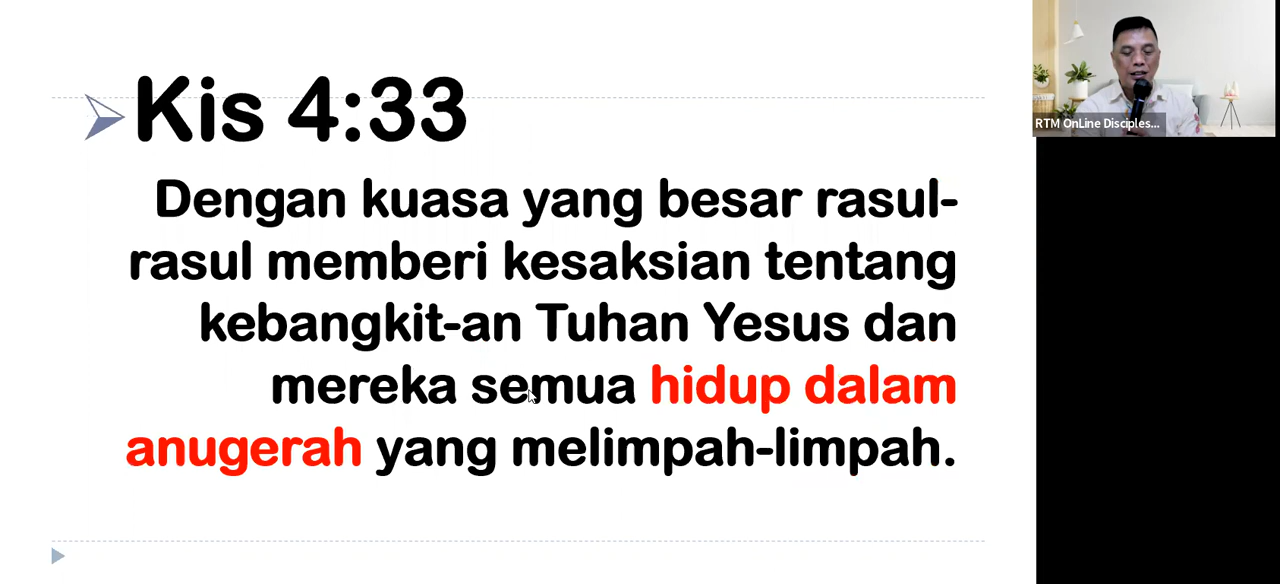 Kis 4:33
Dengan kuasa yang besar rasul-
rasul memberi kesaksian tentang
kebangkit-an Tuhan Yesus dan
mereka semua hidup dalam
anugerah yang melimpah-limpah.
RTM OnLine Disciples...